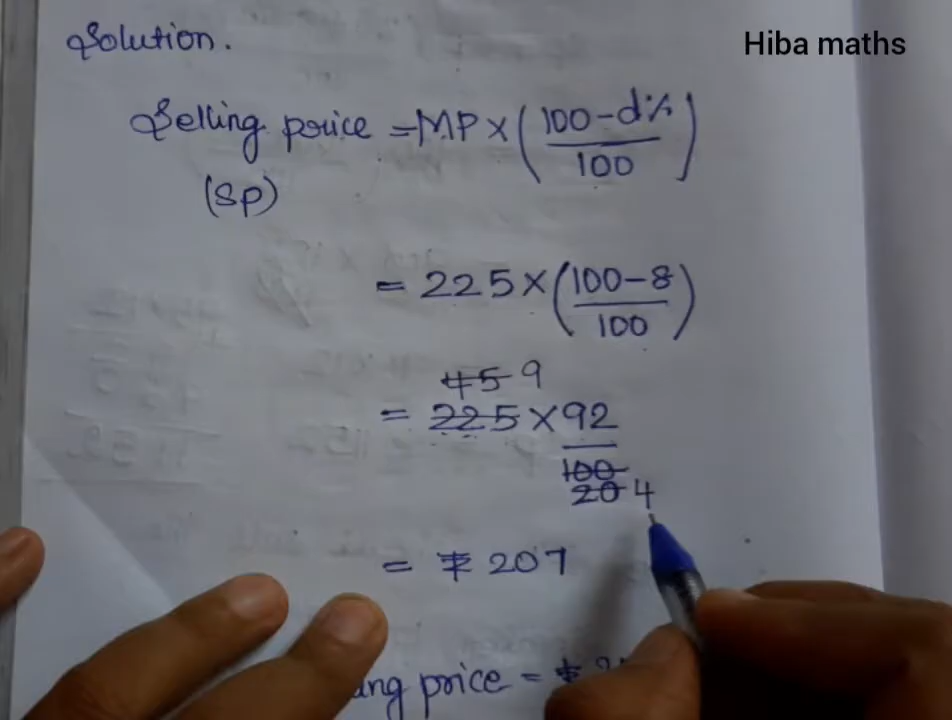 Solution.
Hiba maths
Selling price = MP × (100 - d% / 100)
(SP)
= 225 × (100 - 8 / 100)
45 9
= 225 × 92
100
20 4
= ₹ 207
price = ₹